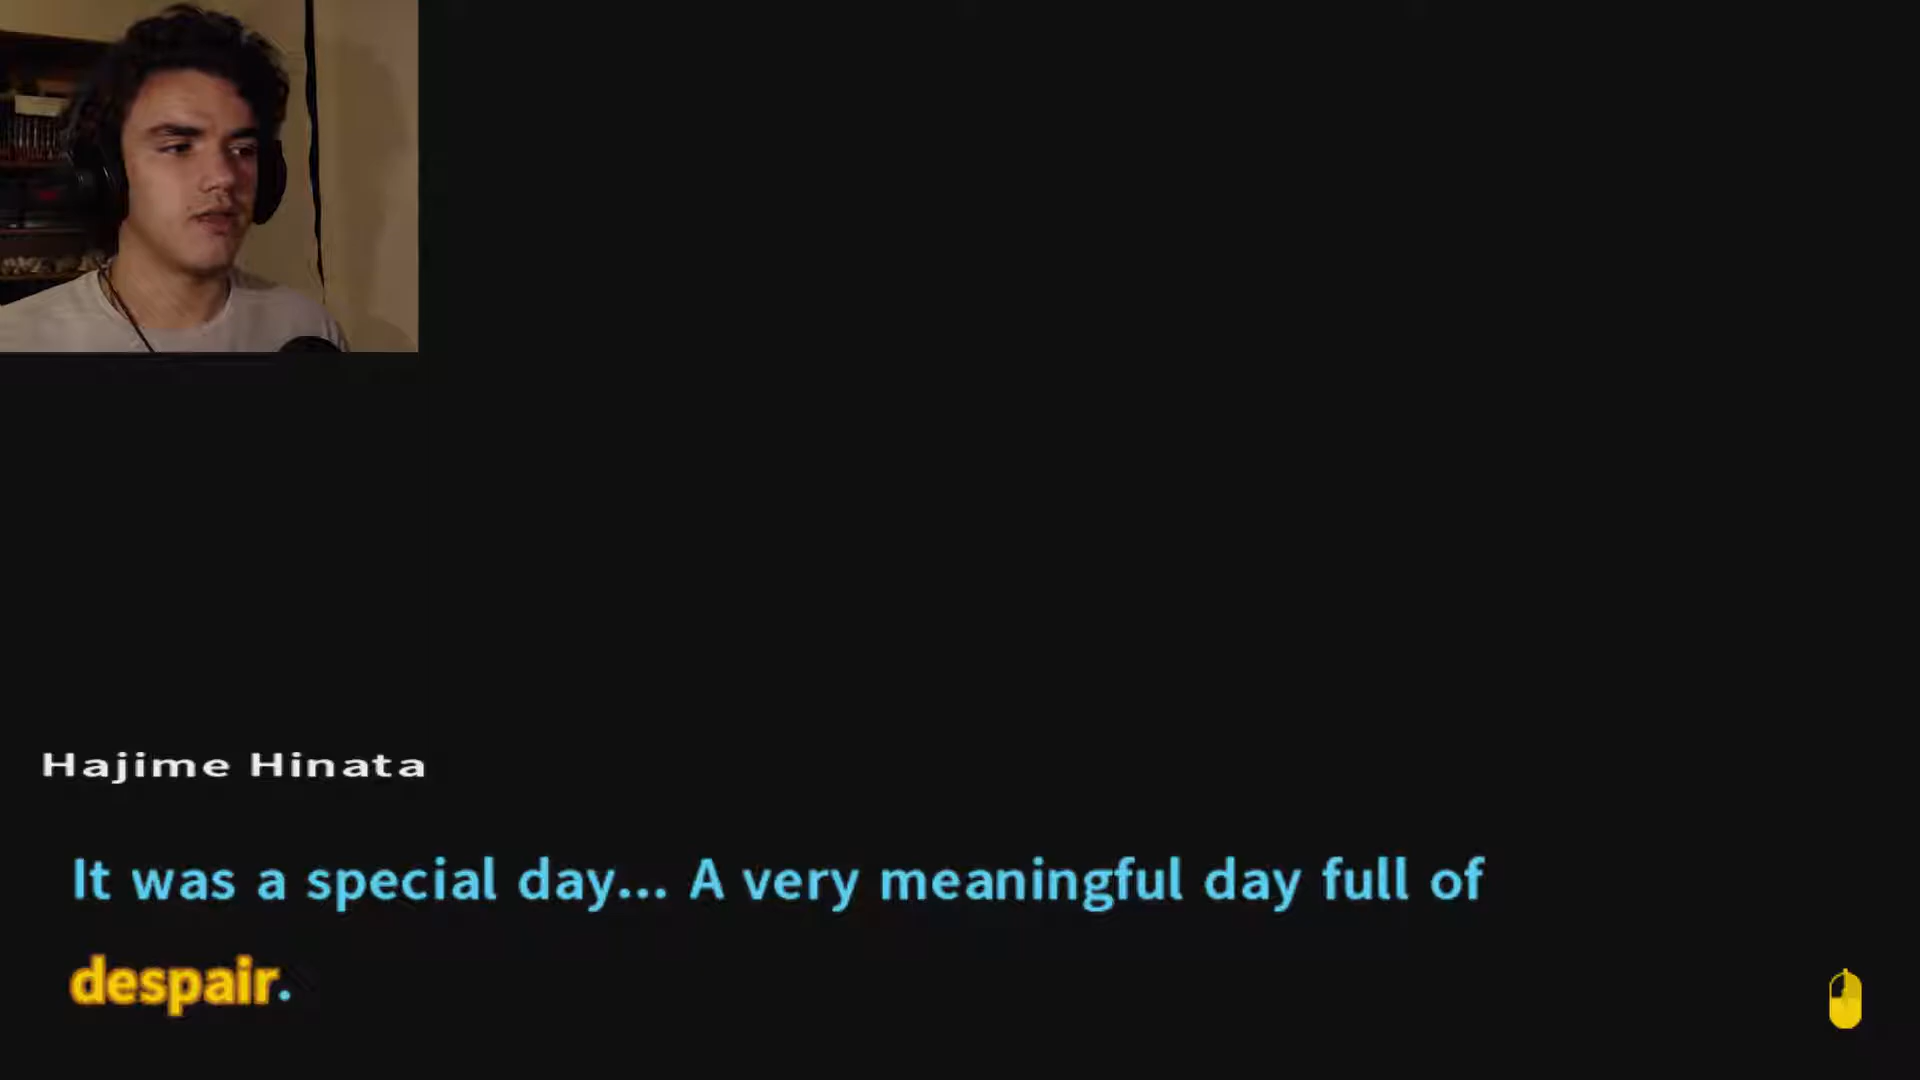 Hajime Hinata
It was a special day... A very meaningful day full of
despair.